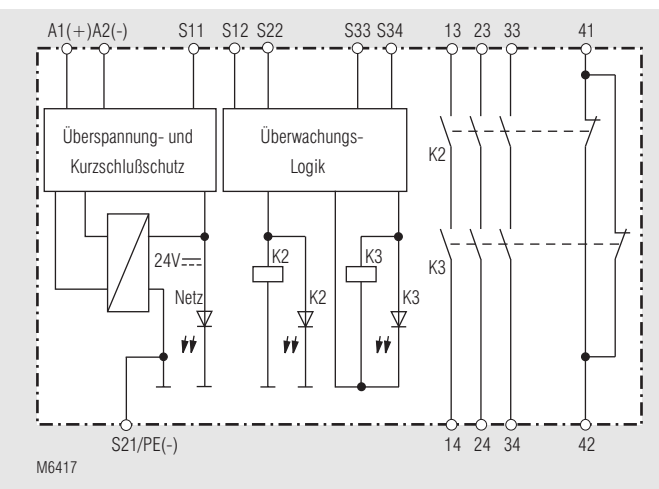 A1(+) A2(-) S11 S12 S22 S33 S34 13 23 33 41
Überspannung- und
Kurzschlußschutz
Überwachungs-
Logik
K2
K3
24V
K2
K3
Netz
K2
K3
S21/PE(-)
14 24 34 42
M6417